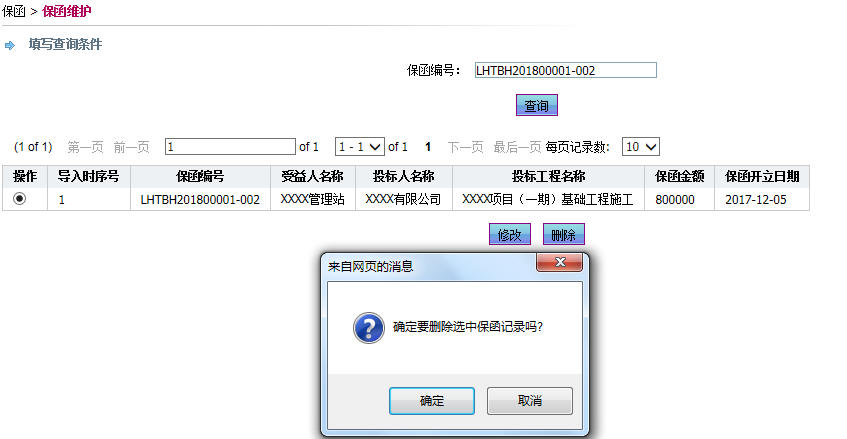 保函 > 保函维护
填写查询条件
保函编号： LHTBH201800001-002
查询
(1 of 1) 第一页 前一页 1 of 1 1 - 1 of 1 1 下一页 最后一页 每页记录数: 10
操作 导入时序号 保函编号 受益人名称 投标人名称 投标工程名称 保函金额 保函开立日期
1 LHTBH201800001-002 XXXX管理站 XXXX有限公司 XXXX项目（一期）基础工程施工 800000 2017-12-05
修改 删除
来自网页的消息
确定要删除选中保函记录吗?
确定 取消